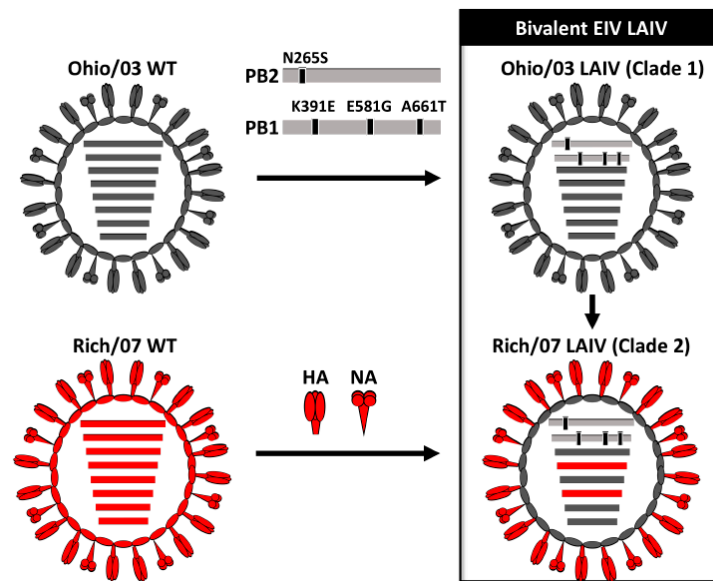 Bivalent EIV LAIV
Ohio/03 WT
N265S
PB2
K391E E581G A661T
PB1
Ohio/03 LAIV (Clade 1)
Rich/07 WT
HA NA
Rich/07 LAIV (Clade 2)